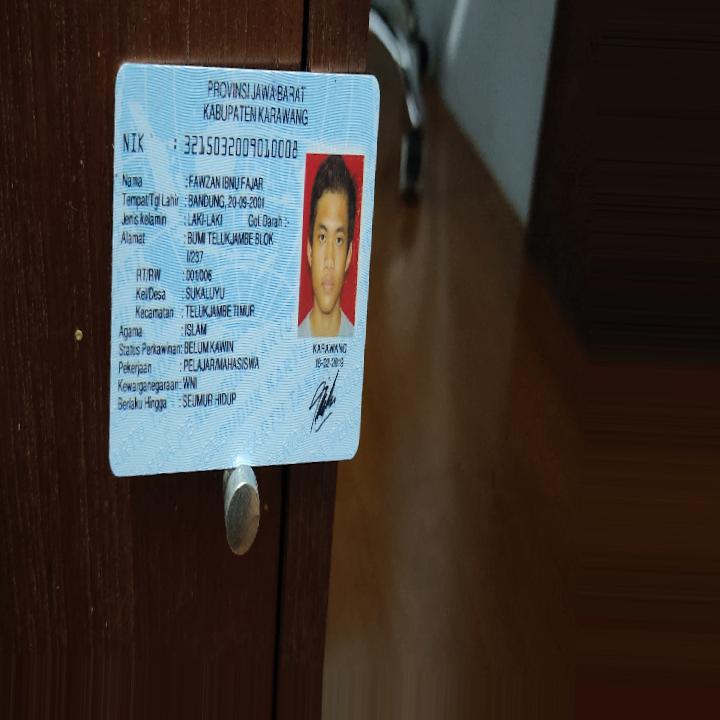 PROVINSI JAWA BARAT
KABUPATEN KARAWANG
NIK : 3215032009010008
Nama : FAWZAN IBNU FAJAR
Tempat/Tgl Lahir : BANDUNG, 20-09-2001
Jenis kelamin : LAKI-LAKI Gol. Darah :-
Alamat : BUMI TELUKJAMBE BLOK
I/237
RT/RW : 001/006
Kel/Desa : SUKALUYU
Kecamatan : TELUKJAMBE TIMUR
Agama : ISLAM
Status Perkawinan: BELUM KAWIN
Pekerjaan : PELAJAR/MAHASISWA
Kewarganegaraan: WNI
Berlaku Hingga : SEUMUR HIDUP
KARAWANG